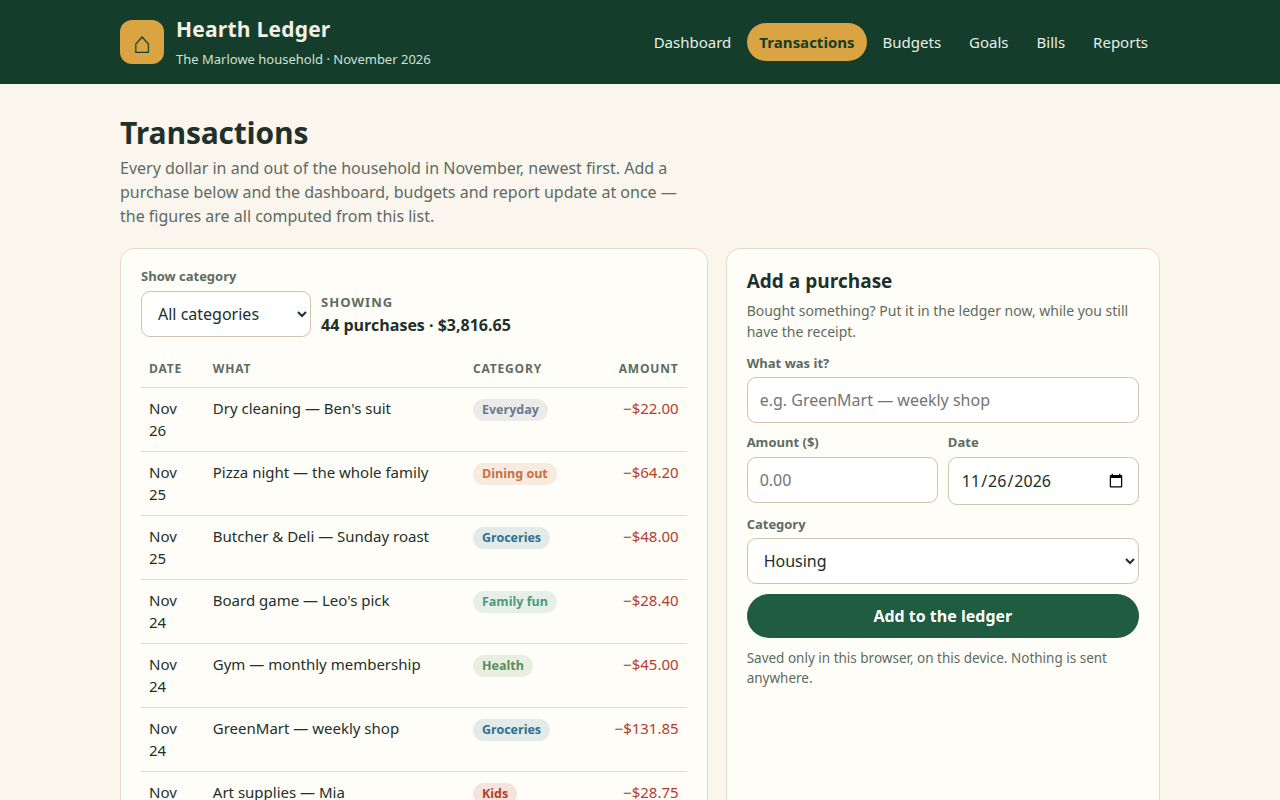 Hearth Ledger
The Marlowe household · November 2026
Dashboard
Transactions
Budgets
Goals
Bills
Reports
Transactions
Every dollar in and out of the household in November, newest first. Add a
purchase below and the dashboard, budgets and report update at once —
the figures are all computed from this list.
Show category
All categories
SHOWING
44 purchases · $3,816.65
DATE WHAT CATEGORY AMOUNT
Nov 26 Dry cleaning — Ben's suit Everyday −$22.00
Nov 25 Pizza night — the whole family Dining out −$64.20
Nov 25 Butcher & Deli — Sunday roast Groceries −$48.00
Nov 24 Board game — Leo's pick Family fun −$28.40
Nov 24 Gym — monthly membership Health −$45.00
Nov 24 GreenMart — weekly shop Groceries −$131.85
Nov Art supplies — Mia Kids −$28.75
Add a purchase
Bought something? Put it in the ledger now, while you still
have the receipt.
What was it?
e.g. GreenMart — weekly shop
Amount ($) Date
0.00 11/26/2026
Category
Housing
Add to the ledger
Saved only in this browser, on this device. Nothing is sent
anywhere.